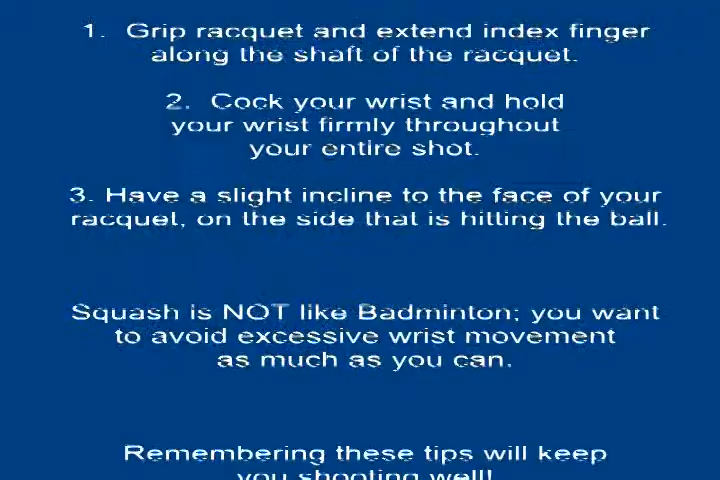 1. Grip racquet and extend index finger
along the shaft of the racquet.
2. Cock your wrist and hold
your wrist firmly throughout
your entire shot.
3. Have a slight incline to the face of your
racquet, on the side that is hitting the ball.
Squash is NOT like Badminton; you want
to avoid excessive wrist movement
as much as you can.
Remembering these tips will keep
you shooting well!